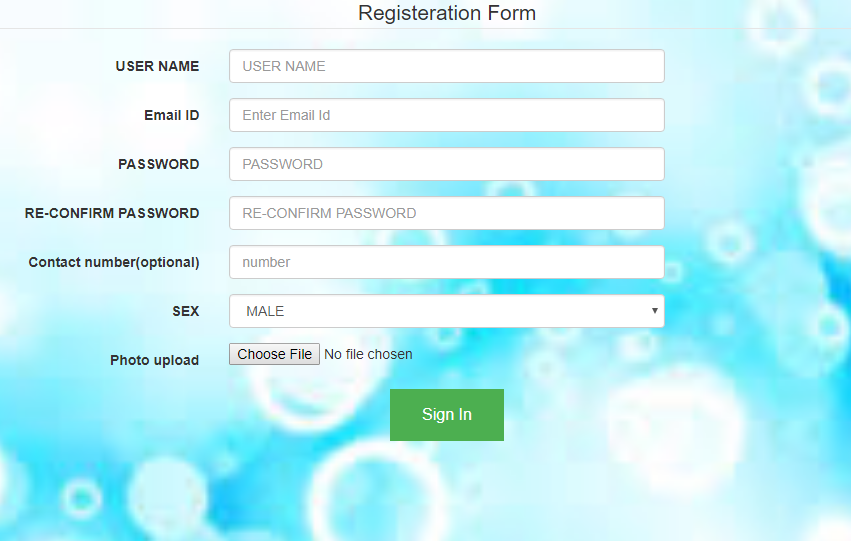 Registeration Form
USER NAME USER NAME
Email ID Enter Email Id
PASSWORD PASSWORD
RE-CONFIRM PASSWORD RE-CONFIRM PASSWORD
Contact number(optional) number
SEX MALE
Photo upload Choose File No file chosen
Sign In